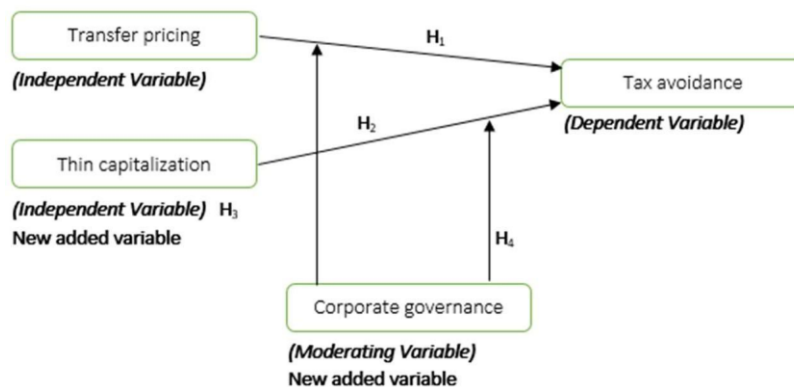 Transfer pricing
(Independent Variable)
H₁
Tax avoidance
(Dependent Variable)
H₂
Thin capitalization
(Independent Variable) H₃
New added variable
H₄
Corporate governance
(Moderating Variable)
New added variable